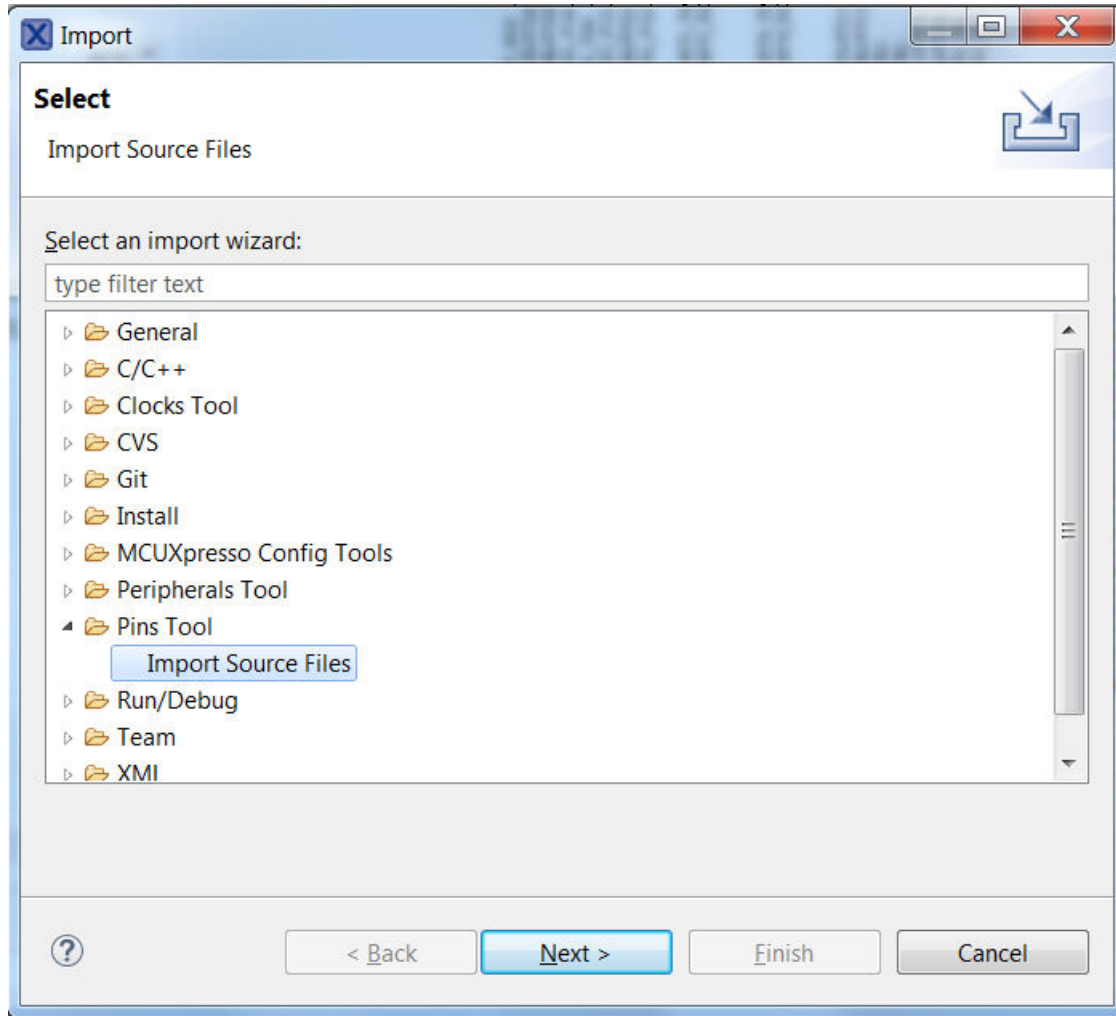 Import
Select
Import Source Files
Select an import wizard:
type filter text
General
C/C++
Clocks Tool
CVS
Git
Install
MCUXpresso Config Tools
Peripherals Tool
Pins Tool
Import Source Files
Run/Debug
Team
< Back Next > Finish Cancel